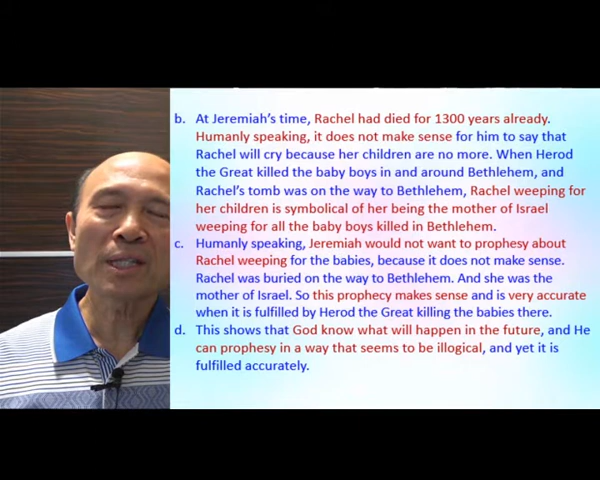 b. At Jeremiah's time, Rachel had died for 1300 years already.
Humanly speaking, it does not make sense for him to say that
Rachel will cry because her children are no more. When Herod
the Great killed the baby boys in and around Bethlehem, and
Rachel's tomb was on the way to Bethlehem, Rachel weeping for
her children is symbolical of her being the mother of Israel
weeping for all the baby boys killed in Bethlehem.
c. Humanly speaking, Jeremiah would not want to prophesy about
Rachel weeping for the babies, because it does not make sense.
Rachel was buried on the way to Bethlehem. And she was the
mother of Israel. So this prophecy makes sense and is very accurate
when it is fulfilled by Herod the Great killing the babies there.
d. This shows that God know what will happen in the future, and He
can prophesy in a way that seems to be illogical, and yet it is
fulfilled accurately.